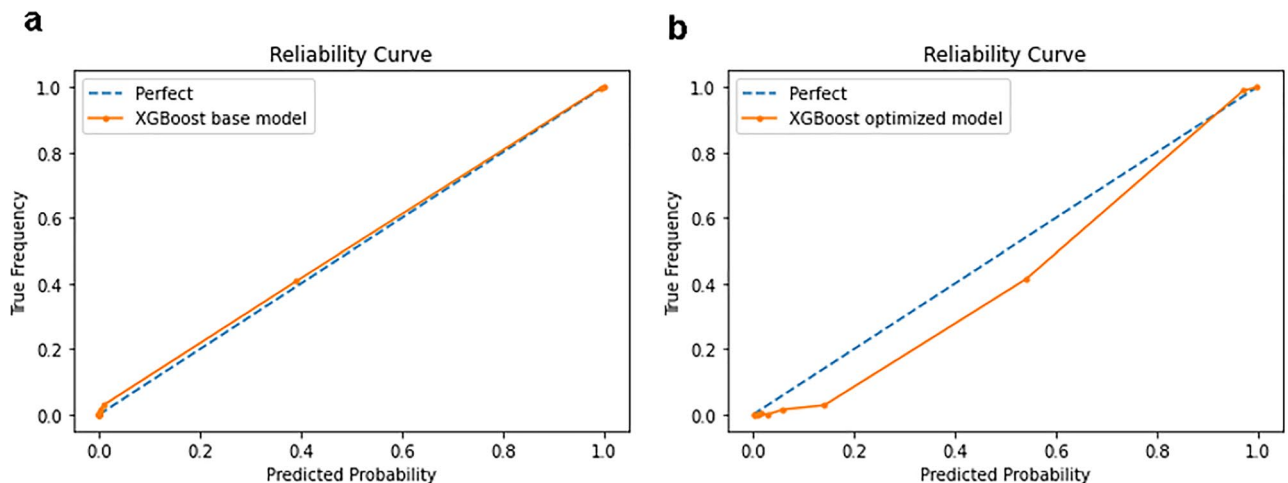 a
Reliability Curve
Perfect
XGBoost base model
True Frequency
1.0
0.8
0.6
0.4
0.2
0.0
0.0 0.2 0.4 0.6 0.8 1.0
Predicted Probability
b
Reliability Curve
Perfect
XGBoost optimized model
True Frequency
1.0
0.8
0.6
0.4
0.2
0.0
0.0 0.2 0.4 0.6 0.8 1.0
Predicted Probability